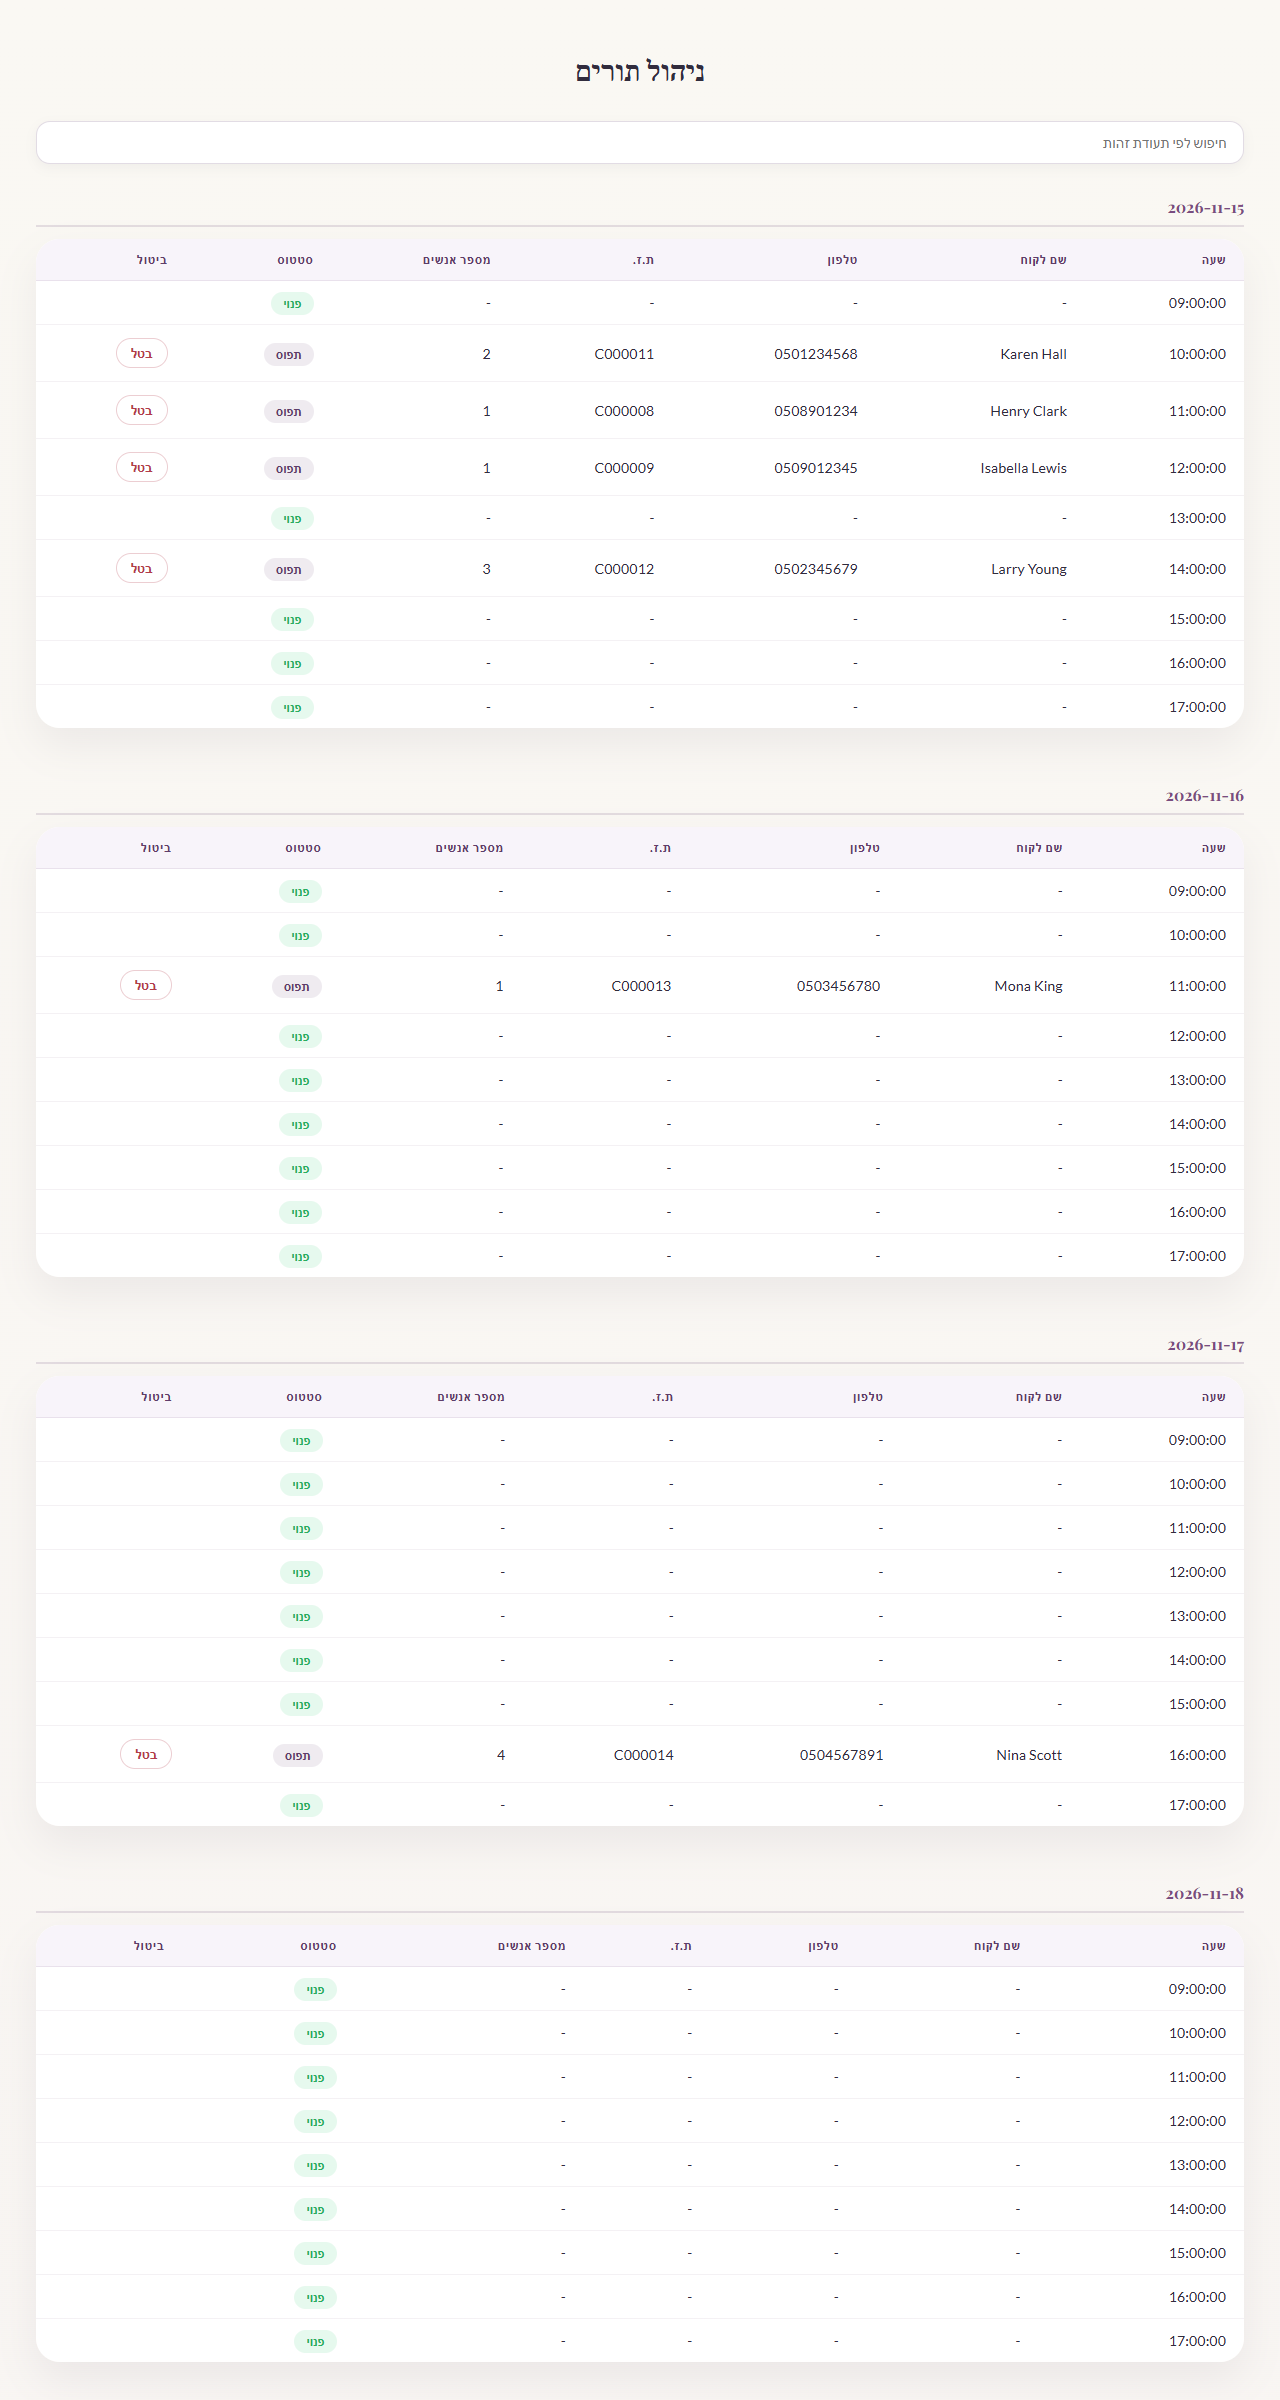 ניהול תורים
חיפוש לפי תעודת זהות
2026-11-15
שעה שם לקוח טלפון ת.ז. מספר אנשים סטטוס ביטול
09:00:00 - - - - פנוי
10:00:00 Karen Hall 0501234568 C000011 2 תפוס בטל
11:00:00 Henry Clark 0508901234 C000008 1 תפוס בטל
12:00:00 Isabella Lewis 0509012345 C000009 1 תפוס בטל
13:00:00 - - - - פנוי
14:00:00 Larry Young 0502345679 C000012 3 תפוס בטל
15:00:00 - - - - פנוי
16:00:00 - - - - פנוי
17:00:00 - - - - פנוי
2026-11-16
שעה שם לקוח טלפון ת.ז. מספר אנשים סטטוס ביטול
09:00:00 - - - - פנוי
10:00:00 - - - - פנוי
11:00:00 Mona King 0503456780 C000013 1 תפוס בטל
12:00:00 - - - - פנוי
13:00:00 - - - - פנוי
14:00:00 - - - - פנוי
15:00:00 - - - - פנוי
16:00:00 - - - - פנוי
17:00:00 - - - - פנוי
2026-11-17
שעה שם לקוח טלפון ת.ז. מספר אנשים סטטוס ביטול
09:00:00 - - - - פנוי
10:00:00 - - - - פנוי
11:00:00 - - - - פנוי
12:00:00 - - - - פנוי
13:00:00 - - - - פנוי
14:00:00 - - - - פנוי
15:00:00 - - - - פנוי
16:00:00 Nina Scott 0504567891 C000014 4 תפוס בטל
17:00:00 - - - - פנוי
2026-11-18
שעה שם לקוח טלפון ת.ז. מספר אנשים סטטוס ביטול
09:00:00 - - - - פנוי
10:00:00 - - - - פנוי
11:00:00 - - - - פנוי
12:00:00 - - - - פנוי
13:00:00 - - - - פנוי
14:00:00 - - - - פנוי
15:00:00 - - - - פנוי
16:00:00 - - - - פנוי
17:00:00 - - - - פנוי